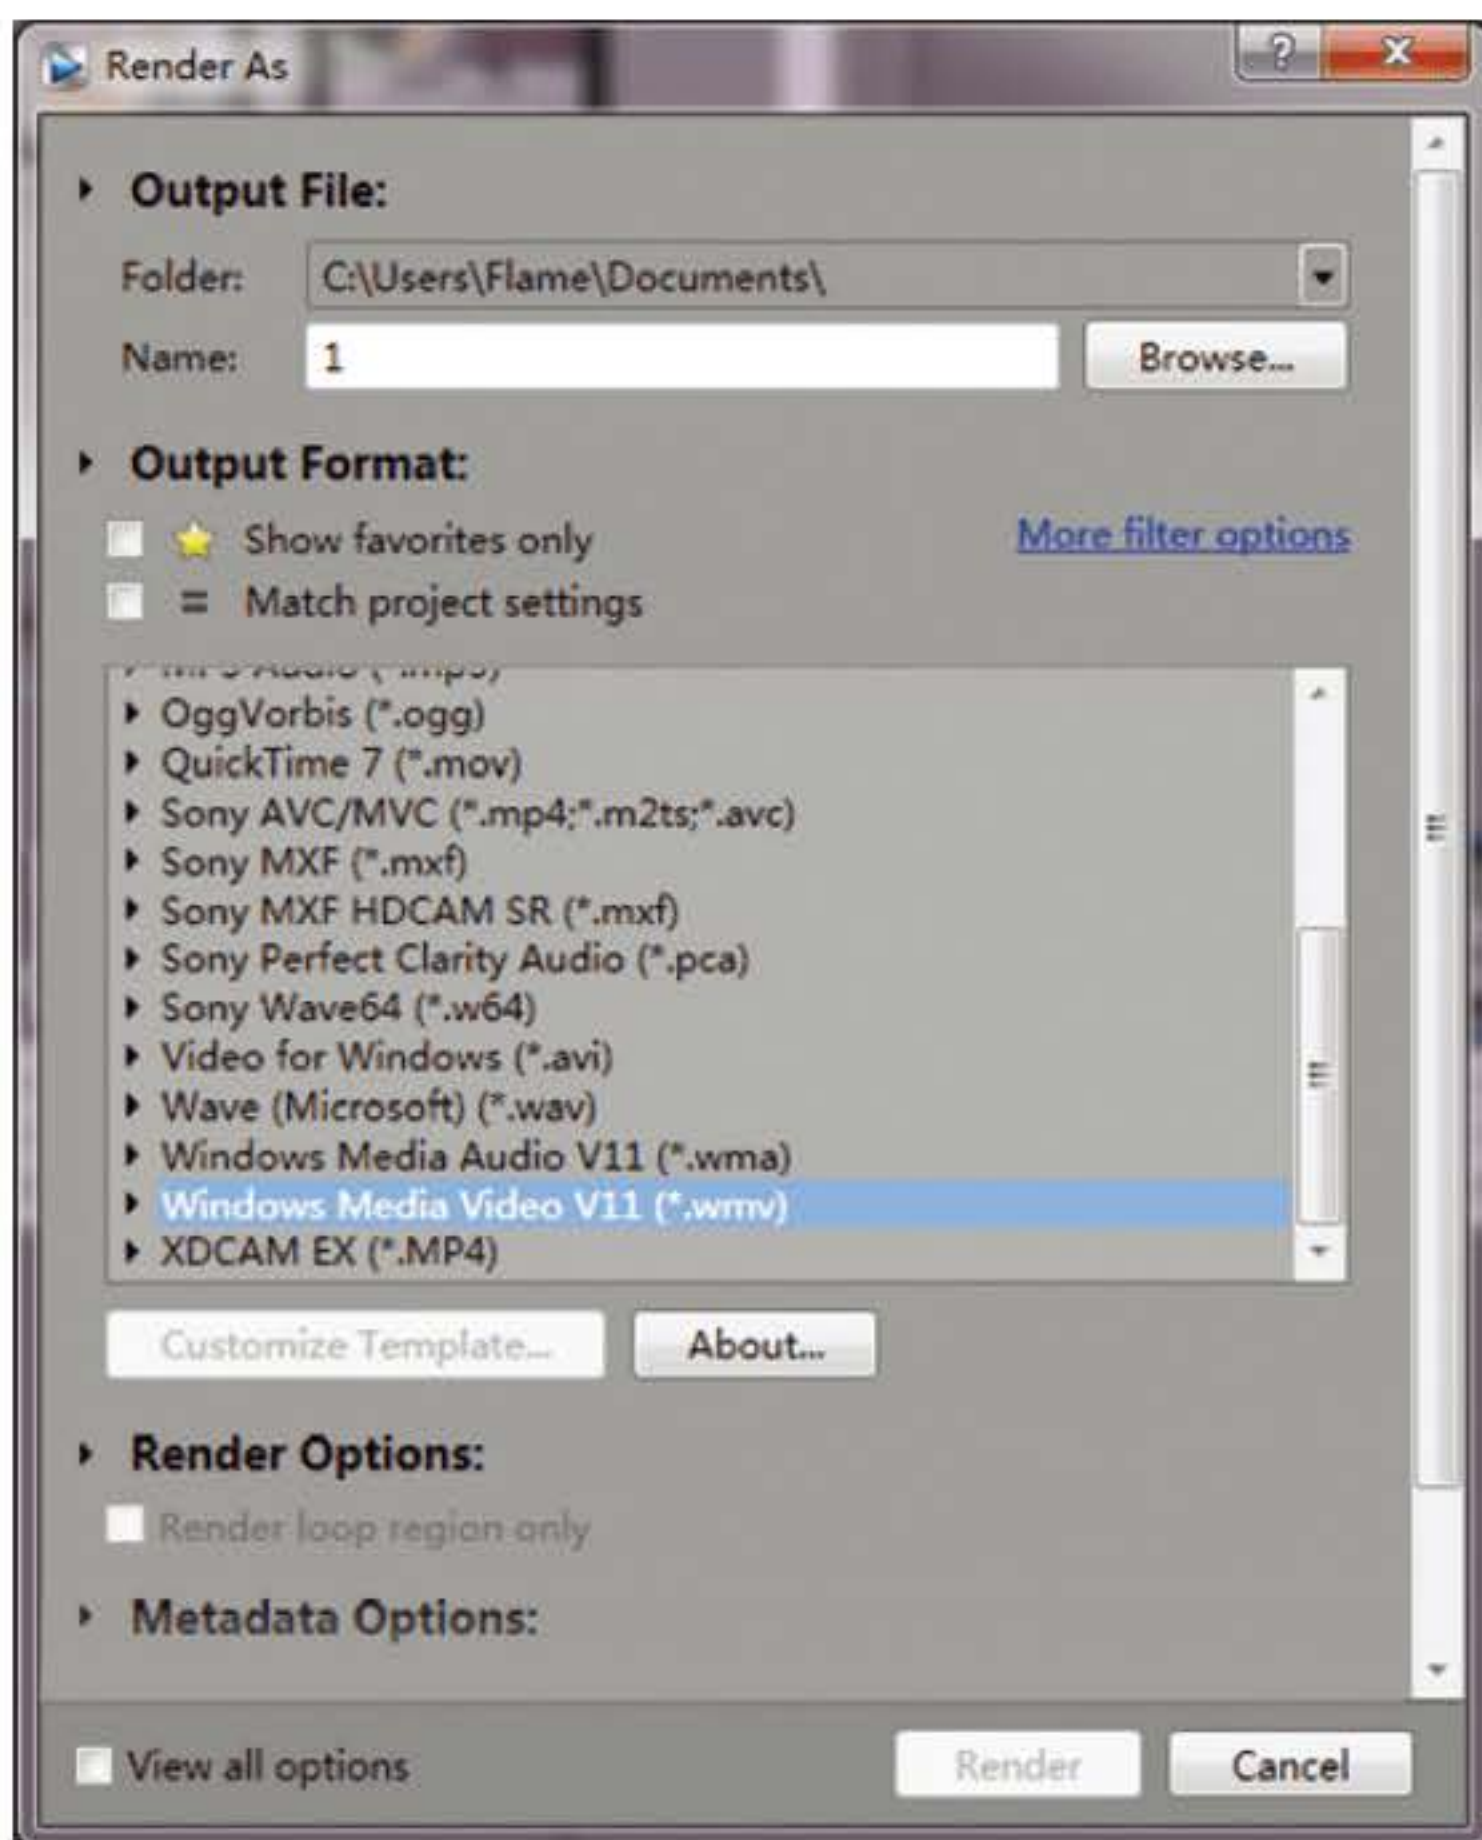 Render As
Output File:
Folder: C:\Users\Flame\Documents\
Name: 1 Browse...
Output Format:
Show favorites only More filter options
= Match project settings
MP3 Audio (*.mp3)
OggVorbis (*.ogg)
QuickTime 7 (*.mov)
Sony AVC/MVC (*.mp4;*.m2ts;*.avc)
Sony MXF (*.mxf)
Sony MXF HDCAM SR (*.mxf)
Sony Perfect Clarity Audio (*.pca)
Sony Wave64 (*.w64)
Video for Windows (*.avi)
Wave (Microsoft) (*.wav)
Windows Media Audio V11 (*.wma)
Windows Media Video V11 (*.wmv)
XDCAM EX (*.MP4)
Customize Template... About...
Render Options:
Render loop region only
Metadata Options:
View all options Render Cancel